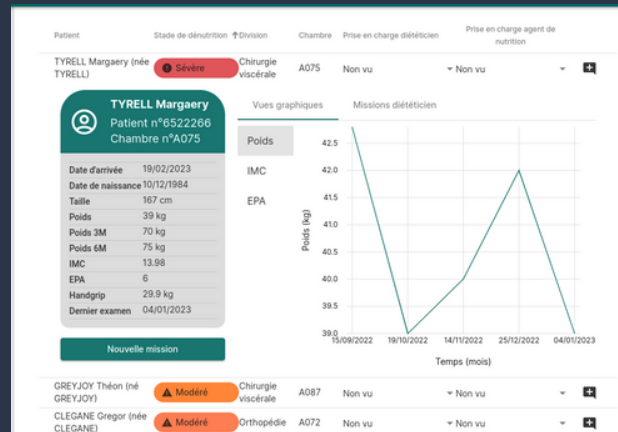 Patient
Stade de dénutrition
Division
Chambre
Prise en charge diététicien
Prise en charge agent de
nutrition
TYRELL Margaery (née
TYRELL)
Sévère
Chirurgie
viscérale
A075
Non vu
Non vu
TYRELL Margaery
Patient n°6522266
Chambre n°A075
Date d'arrivée 19/02/2023
Date de naissance 10/12/1984
Taille 167 cm
Poids 39 kg
Poids 3M 70 kg
Poids 6M 75 kg
IMC 13.98
EPA 6
Handgrip 29.9 kg
Dernier examen 04/01/2023
Nouvelle mission
Vues graphiques
Missions diététicien
Poids
IMC
EPA
Poids (kg)
42.5
42.0
41.5
41.0
40.5
40.0
39.5
39.0
15/09/2022 19/10/2022 14/11/2022 25/12/2022 04/01/2023
Temps (mois)
GREYJOY Théon (né
GREYJOY)
Modéré
Chirurgie
viscérale
A087
Non vu
Non vu
CLEGANE Gregor (née
CLEGANE)
Modéré
Orthopédie
A072
Non vu
Non vu